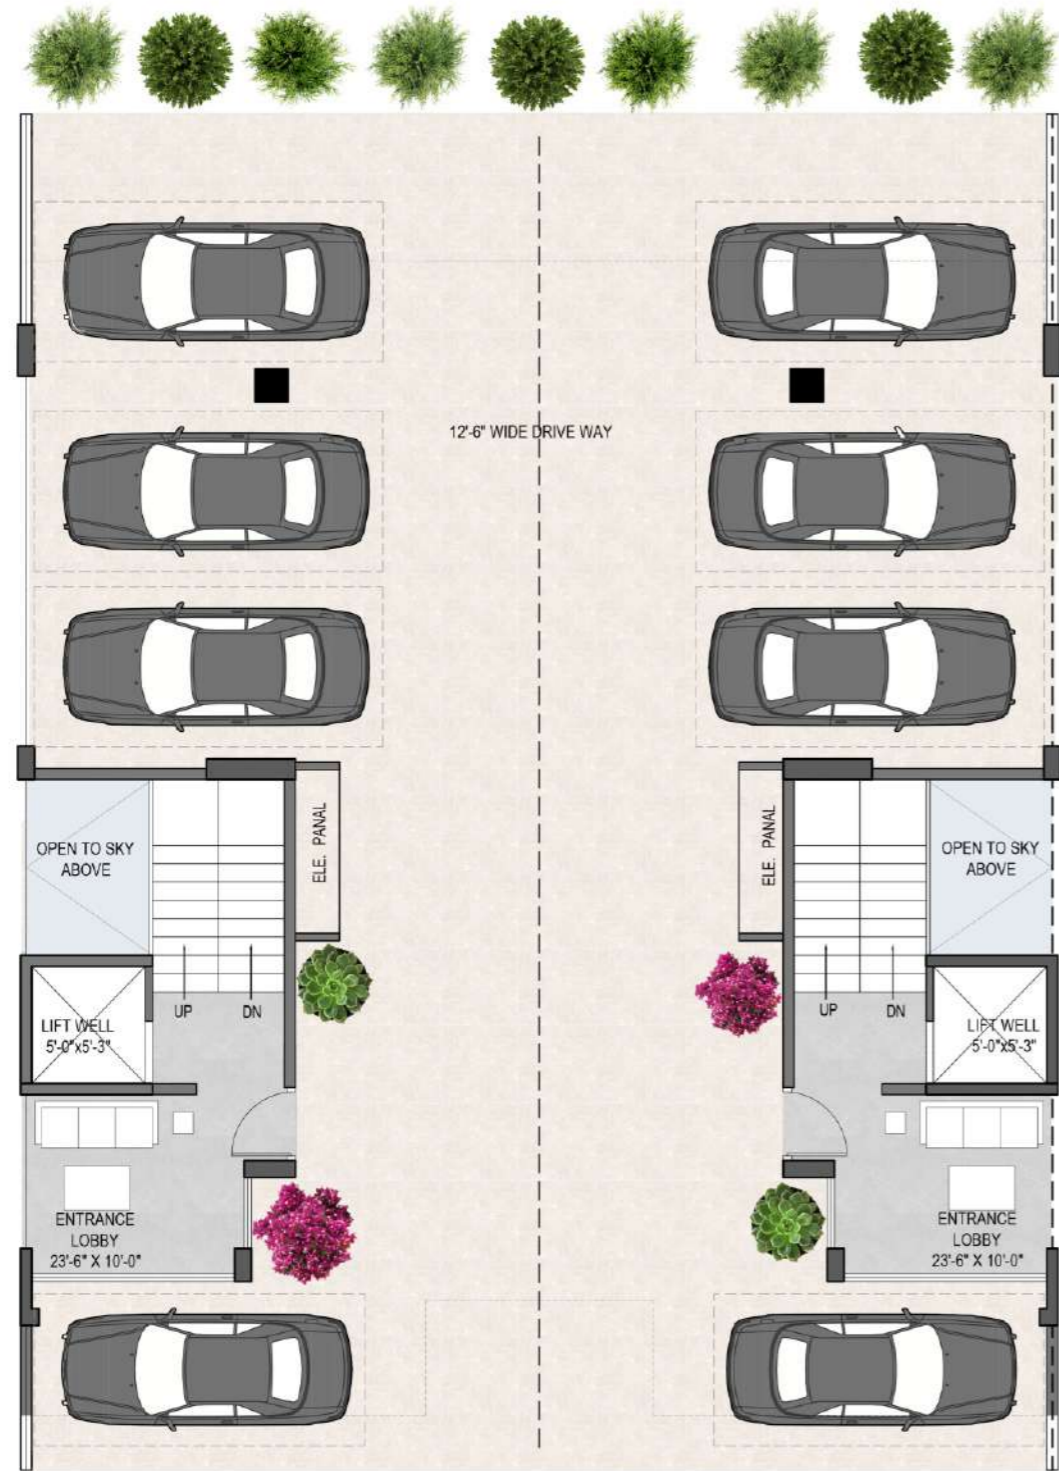 12'-6" WIDE DRIVE WAY
OPEN TO SKY
ABOVE
ELE. PANAL
ELE. PANAL
OPEN TO SKY
ABOVE
UP
DN
UP
DN
LIFT WELL
5'-0"x5'-3"
LIFT WELL
5'-0"x5'-3"
ENTRANCE
LOBBY
23'-6" X 10'-0"
ENTRANCE
LOBBY
23'-6" X 10'-0"